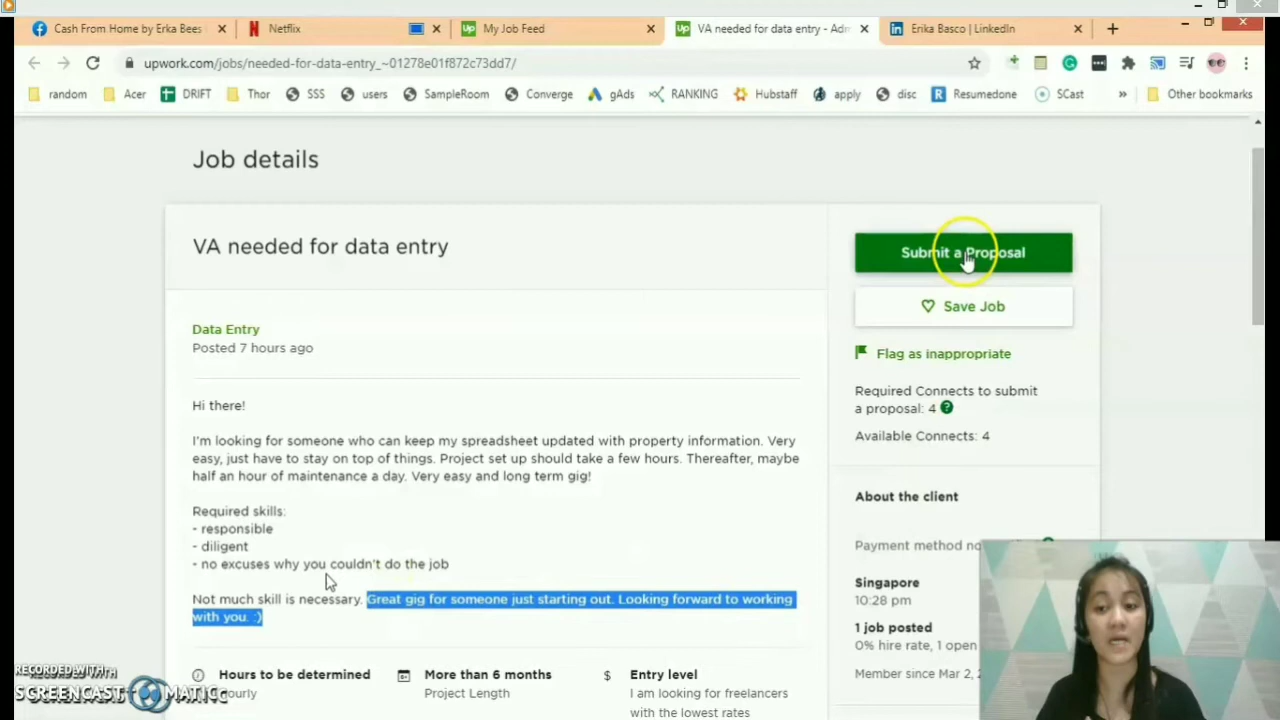 Cash From Home by Erka Bees
Netflix
My Job Feed
VA needed for data entry - Adm
Erika Basco | LinkedIn
upwork.com/jobs/needed-for-data-entry_~01278e01f872c73dd7/
random
Acer
DRIFT
Thor
SSS
users
SampleRoom
Converge
gAds
RANKING
Hubstaff
apply
disc
Resumedone
SCast
Other bookmarks
Job details
VA needed for data entry
Submit a Proposal
Save Job
Flag as inappropriate
Required Connects to submit
a proposal: 4
Available Connects: 4
Data Entry
Posted 7 hours ago
Hi there!
I'm looking for someone who can keep my spreadsheet updated with property information. Very
easy, just have to stay on top of things. Project set up should take a few hours. Thereafter, maybe
half an hour of maintenance a day. Very easy and long term gig!
Required skills:
- responsible
- diligent
- no excuses why you couldn't do the job
Not much skill is necessary. Great gig for someone just starting out. Looking forward to working
with you. :)
About the client
Payment method
Singapore
10:28 pm
1 job posted
0% hire rate, 1 open
Member since Mar 2,
Hours to be determined
Hourly
More than 6 months
Project Length
$
Entry level
I am looking for freelancers
with the lowest rates
RECORDED WITH
SCREENCAST MATIC